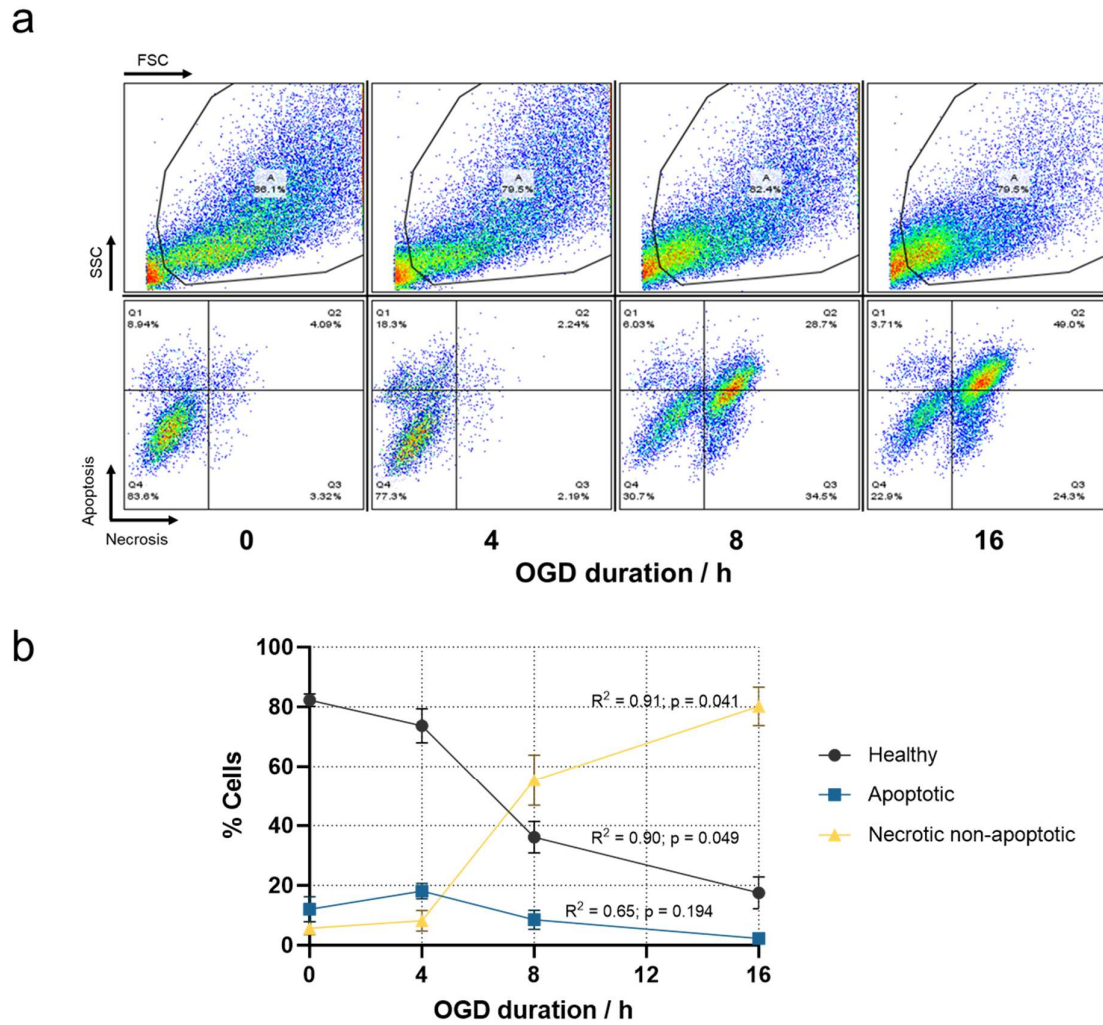 a
FSC
SSC
A
86.1%
A
79.5%
A
82.4%
A
79.5%
Q1
8.94%
Q2
4.09%
Q4
83.6%
Q3
3.32%
Q1
18.3%
Q2
2.24%
Q4
77.3%
Q3
2.19%
Q1
6.03%
Q2
28.7%
Q4
30.7%
Q3
34.5%
Q1
3.71%
Q2
49.0%
Q4
22.9%
Q3
24.3%
Apoptosis
Necrosis
0 4 8 16
OGD duration / h
b
% Cells
100
80
60
40
20
0
R² = 0.91; p = 0.041
R² = 0.90; p = 0.049
R² = 0.65; p = 0.194
Healthy
Apoptotic
Necrotic non-apoptotic
0 4 8 12 16
OGD duration / h